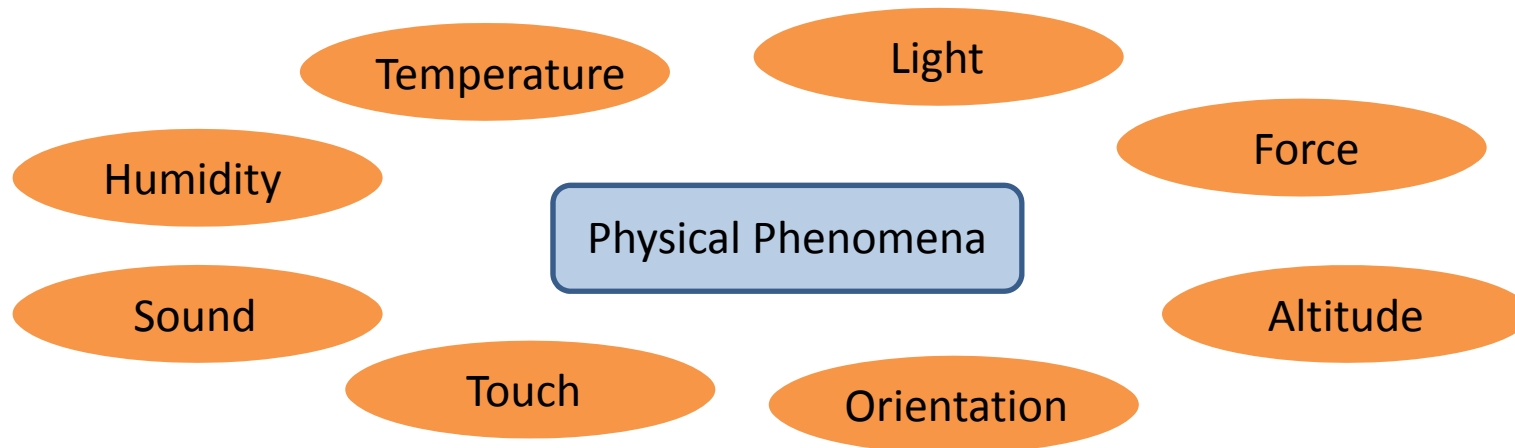 Temperature
Light
Humidity
Force
Physical Phenomena
Sound
Altitude
Touch
Orientation